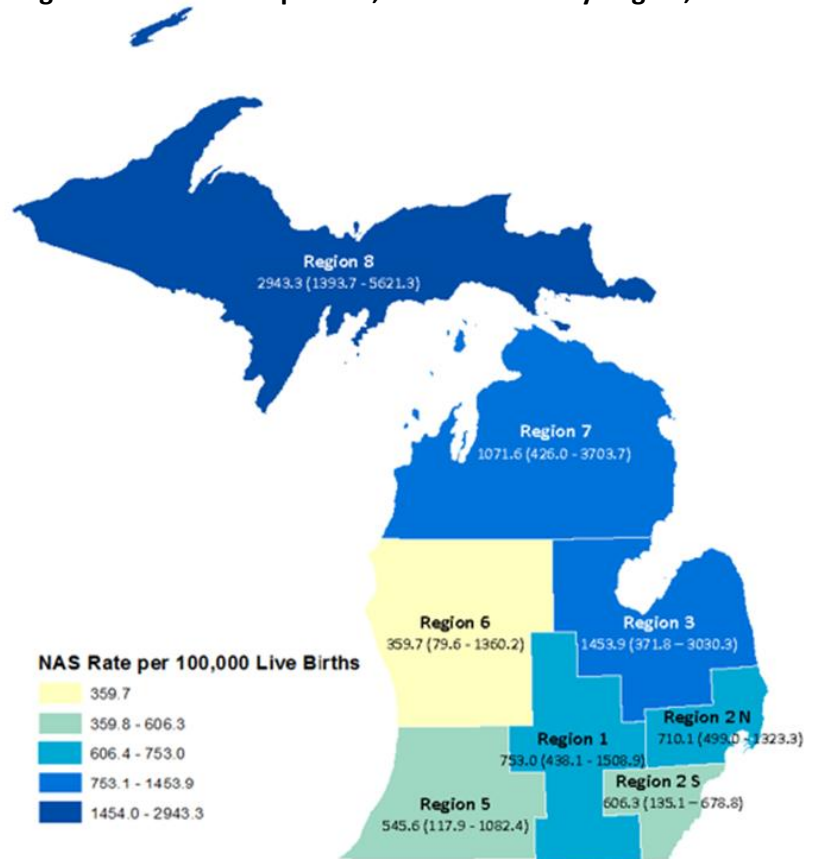 Region 8
2943.3 (1393.7 - 5621.3)
Region 7
1071.6 (426.0 - 3703.7)
Region 6
359.7 (79.6 - 1360.2)
Region 3
1453.9 (371.8 – 3030.3)
NAS Rate per 100,000 Live Births
359.7
359.8 - 606.3
606.4 - 753.0
753.1 - 1453.9
1454.0 - 2943.3
Region 2 N
710.1 (499.0 - 1323.3)
Region 1
753.0 (438.1 - 1508.9)
Region 2 S
606.3 (135.1 – 678.8)
Region 5
545.6 (117.9 - 1082.4)